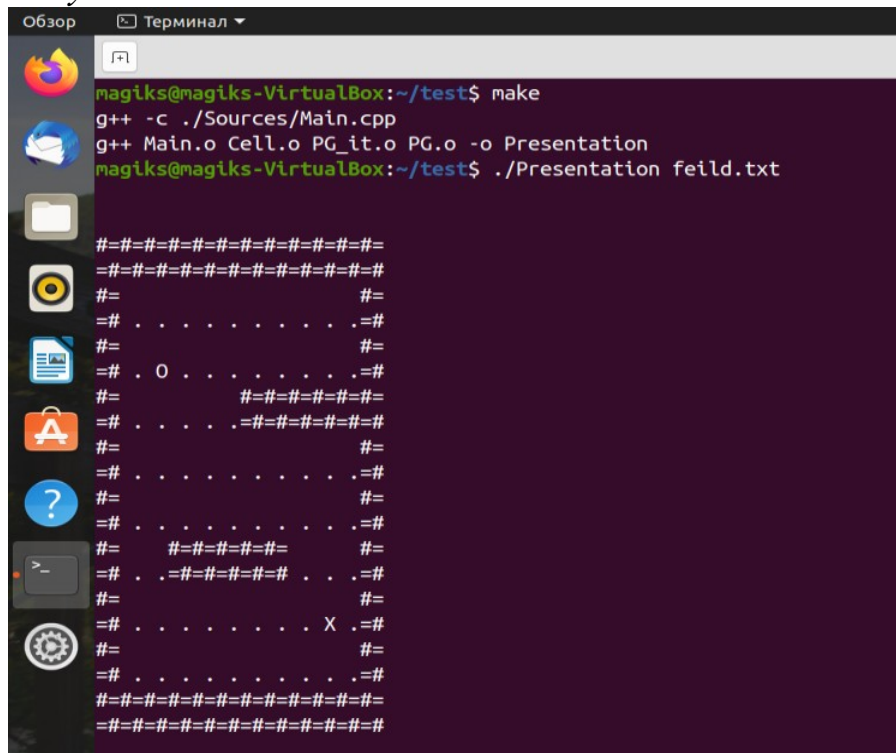 Обзор Терминал
magiks@magiks-VirtualBox:~/test$ make
g++ -c ./Sources/Main.cpp
g++ Main.o Cell.o PG_it.o PG.o -o Presentation
magiks@magiks-VirtualBox:~/test$ ./Presentation feild.txt
#=#=#=#=#=#=#=#=#=#=#=#=
=#=#=#=#=#=#=#=#=#=#=#=#
#=                    #=
=# . . . . . . . . . .=#
#=                    #=
=# . O . . . . . . . .=#
#=          #=#=#=#=#=#=
=# . . . . .=#=#=#=#=#=#
#=                    #=
=# . . . . . . . . . .=#
#=                    #=
=# . . . . . . . . . .=#
#=    #=#=#=#=#=      #=
=# . .=#=#=#=#=# . . .=#
#=                    #=
=# . . . . . . . . X .=#
#=                    #=
=# . . . . . . . . . .=#
#=#=#=#=#=#=#=#=#=#=#=#=
=#=#=#=#=#=#=#=#=#=#=#=#